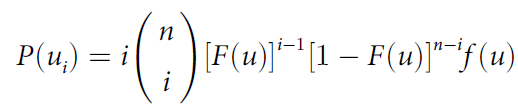 P(u_i) = i \binom{n}{i} [F(u)]^{i−1}[1 − F(u)]^{n−i} f(u)